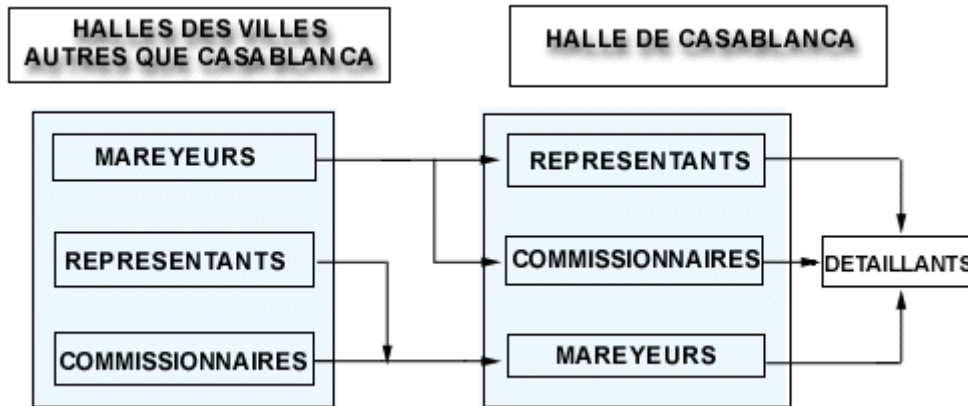 HALLES DES VILLES
AUTRES QUE CASABLANCA
HALLE DE CASABLANCA
MAREYEURS
REPRESENTANTS
COMMISSIONNAIRES
REPRESENTANTS
COMMISSIONNAIRES
MAREYEURS
DETAILLANTS